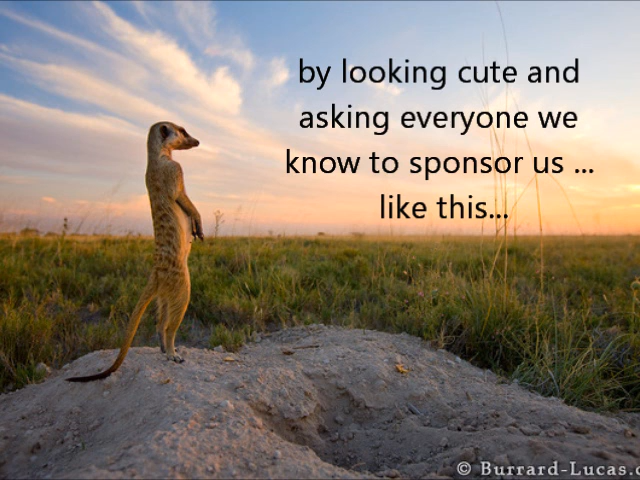 by looking cute and
asking everyone we
know to sponsor us ...
like this...
© Burrard-Lucas.c